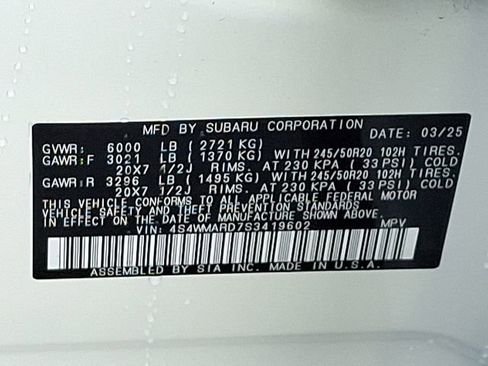 MFD BY SUBARU CORPORATION DATE: 03/25
GVWR: 6000 LB ( 2721 KG)
GAWR: F 3021 LB ( 1370 KG) WITH 245/50R20 102H TIRES.
20X7 1/2J RIMS. AT 230 KPA ( 33 PSI) COLD
GAWR: R 3296 LB ( 1495 KG) WITH 245/50R20 102H TIRES.
20X7 1/2J RIMS. AT 230 KPA ( 33 PSI) COLD
THIS VEHICLE CONFORMS TO ALL APPLICABLE FEDERAL MOTOR
VEHICLE SAFETY AND THEFT PREVENTION STANDARDS
IN EFFECT ON THE DATE OF MANUFACTURE SHOWN ABOVE.
VIN: 4S4WMARD7S3419602 MPV
ASSEMBLED BY SIA INC. MADE IN U.S.A.